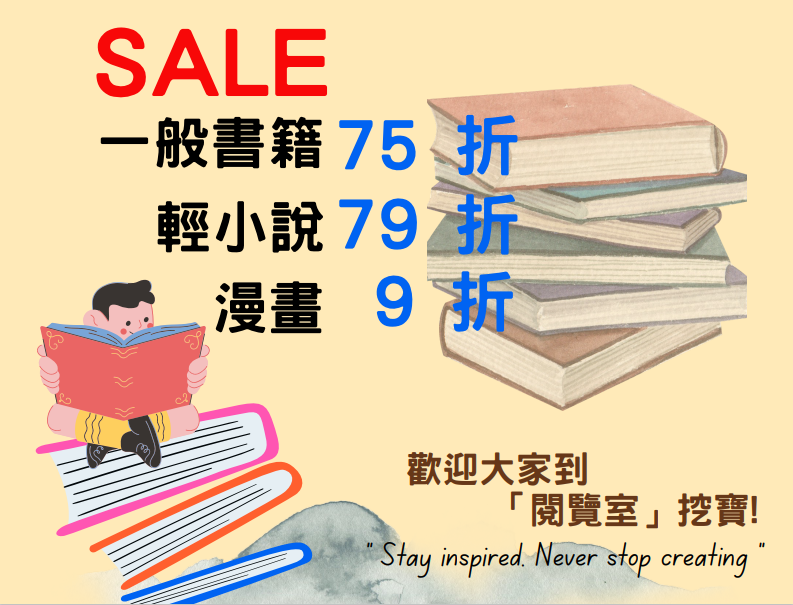 SALE
一般書籍 75 折
輕小說 79 折
漫畫 9 折
歡迎大家到
「閱覽室」挖寶!
" Stay inspired. Never stop creating "